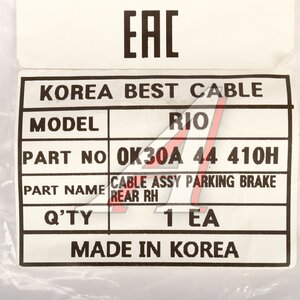 EAC
KOREA BEST CABLE
MODEL RIO
PART NO 0K30A 44 410H
PART NAME CABLE ASSY PARKING BRAKE
REAR RH
Q'TY 1 EA
MADE IN KOREA